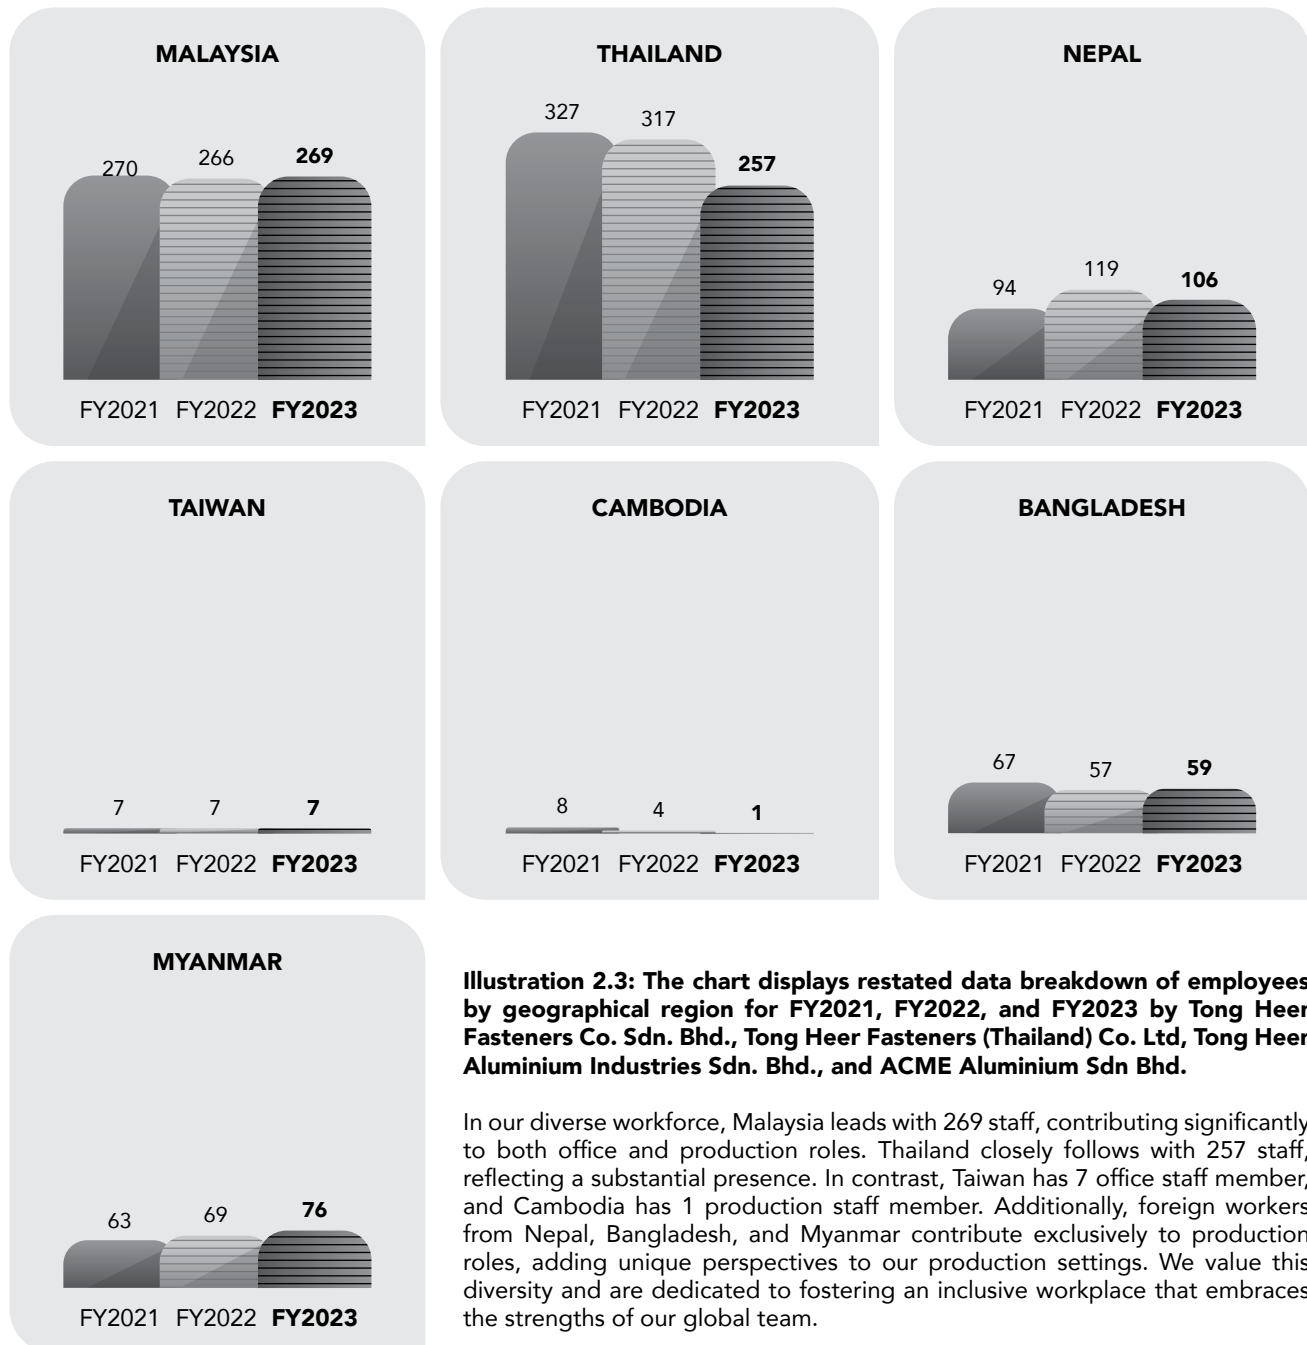 MALAYSIA
270 266 269
FY2021 FY2022 FY2023
THAILAND
327 317 257
FY2021 FY2022 FY2023
NEPAL
94 119 106
FY2021 FY2022 FY2023
TAIWAN
7 7 7
FY2021 FY2022 FY2023
CAMBODIA
8 4 1
FY2021 FY2022 FY2023
BANGLADESH
67 57 59
FY2021 FY2022 FY2023
MYANMAR
63 69 76
FY2021 FY2022 FY2023
Illustration 2.3: The chart displays restated data breakdown of employees
by geographical region for FY2021, FY2022, and FY2023 by Tong Heer
Fasteners Co. Sdn. Bhd., Tong Heer Fasteners (Thailand) Co. Ltd, Tong Heer
Aluminium Industries Sdn. Bhd., and ACME Aluminium Sdn Bhd.
In our diverse workforce, Malaysia leads with 269 staff, contributing significantly
to both office and production roles. Thailand closely follows with 257 staff,
reflecting a substantial presence. In contrast, Taiwan has 7 office staff member,
and Cambodia has 1 production staff member. Additionally, foreign workers
from Nepal, Bangladesh, and Myanmar contribute exclusively to production
roles, adding unique perspectives to our production settings. We value this
diversity and are dedicated to fostering an inclusive workplace that embraces
the strengths of our global team.